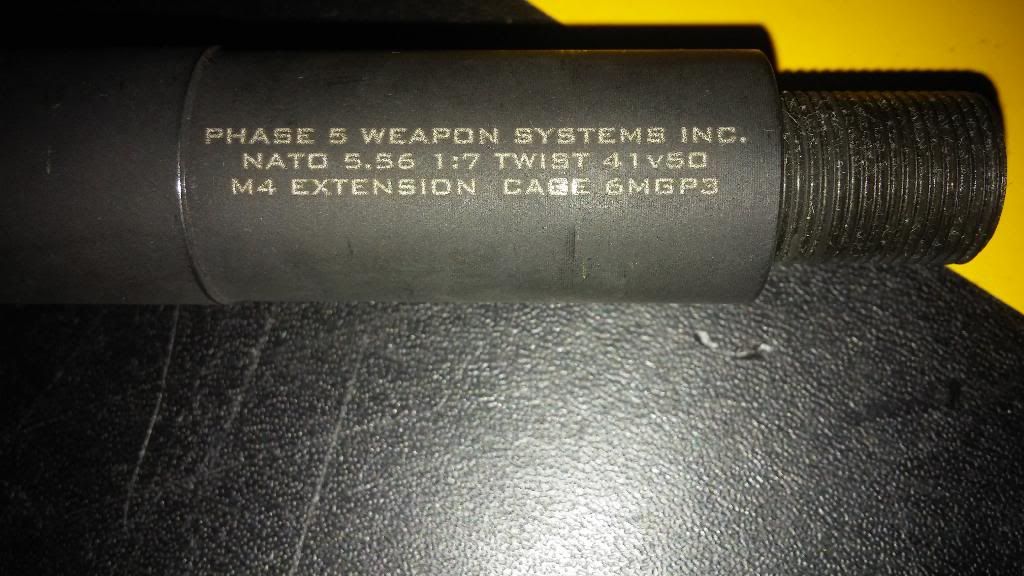 PHASE 5 WEAPON SYSTEMS INC.
NATO 5.56 1:7 TWIST 41V50
M4 EXTENSION CAGE 6MGP3